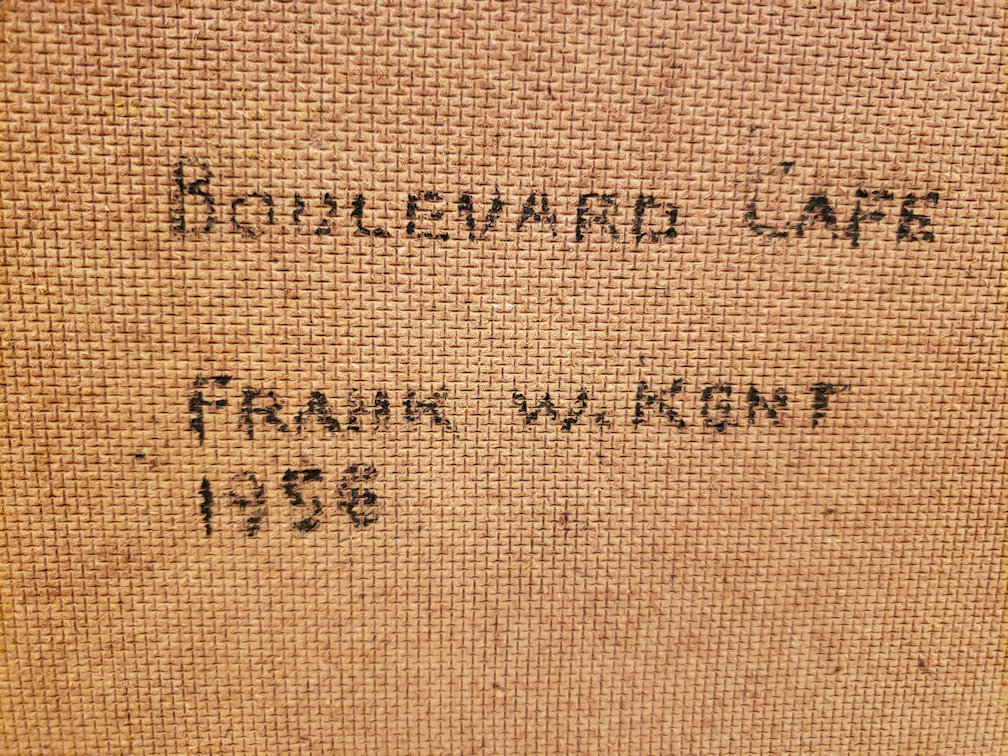 BOULEVARD CAFE
FRANK W. KENT
1956